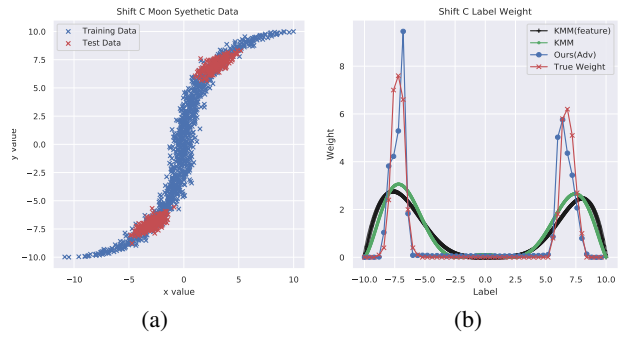 Shift C Moon Syethetic Data
Training Data
Test Data
10.0
7.5
5.0
2.5
0.0
−2.5
−5.0
−7.5
−10.0
y value
−10
−5
0
5
10
x value
(a)
Shift C Label Weight
KMM(feature)
KMM
Ours(Adv)
True Weight
8
6
4
2
0
Weight
−10.0
−7.5
−5.0
−2.5
0.0
2.5
5.0
7.5
10.0
Label
(b)